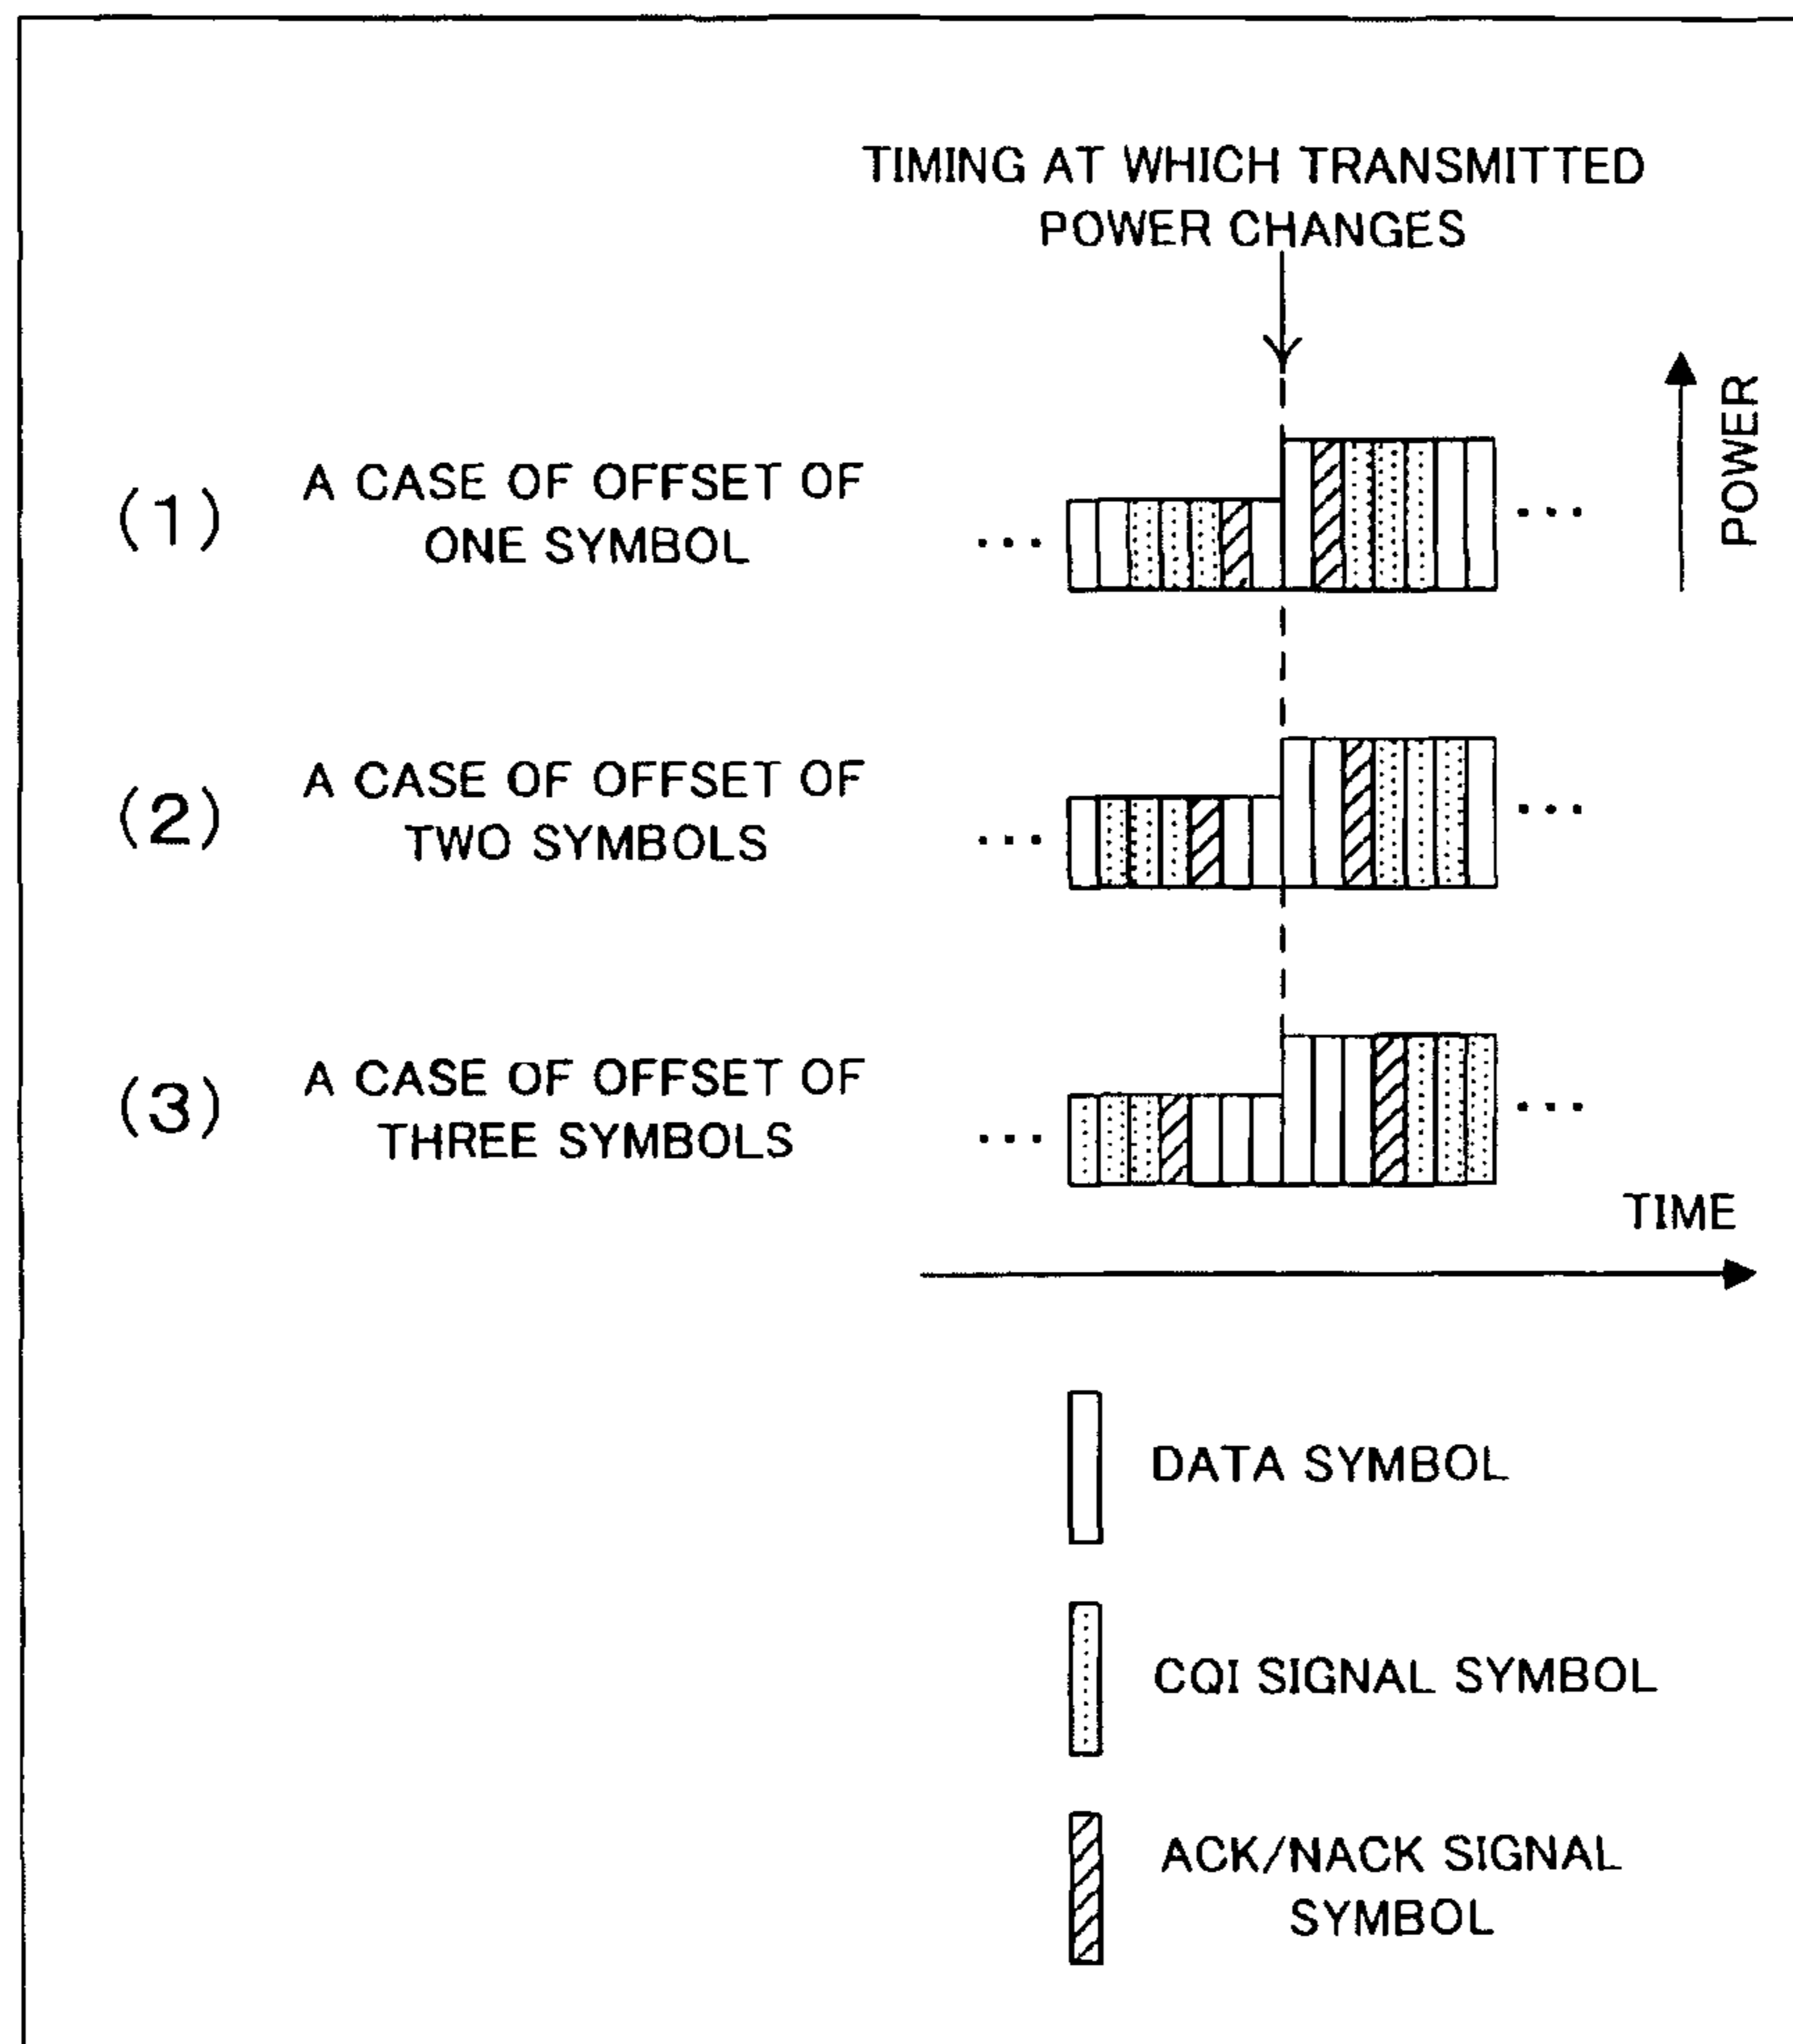 TIMING AT WHICH TRANSMITTED
POWER CHANGES
POWER
(1)
A CASE OF OFFSET OF
ONE SYMBOL
...
...
(2)
A CASE OF OFFSET OF
TWO SYMBOLS
...
...
(3)
A CASE OF OFFSET OF
THREE SYMBOLS
...
...
TIME
DATA SYMBOL
CQI SIGNAL SYMBOL
ACK/NACK SIGNAL
SYMBOL